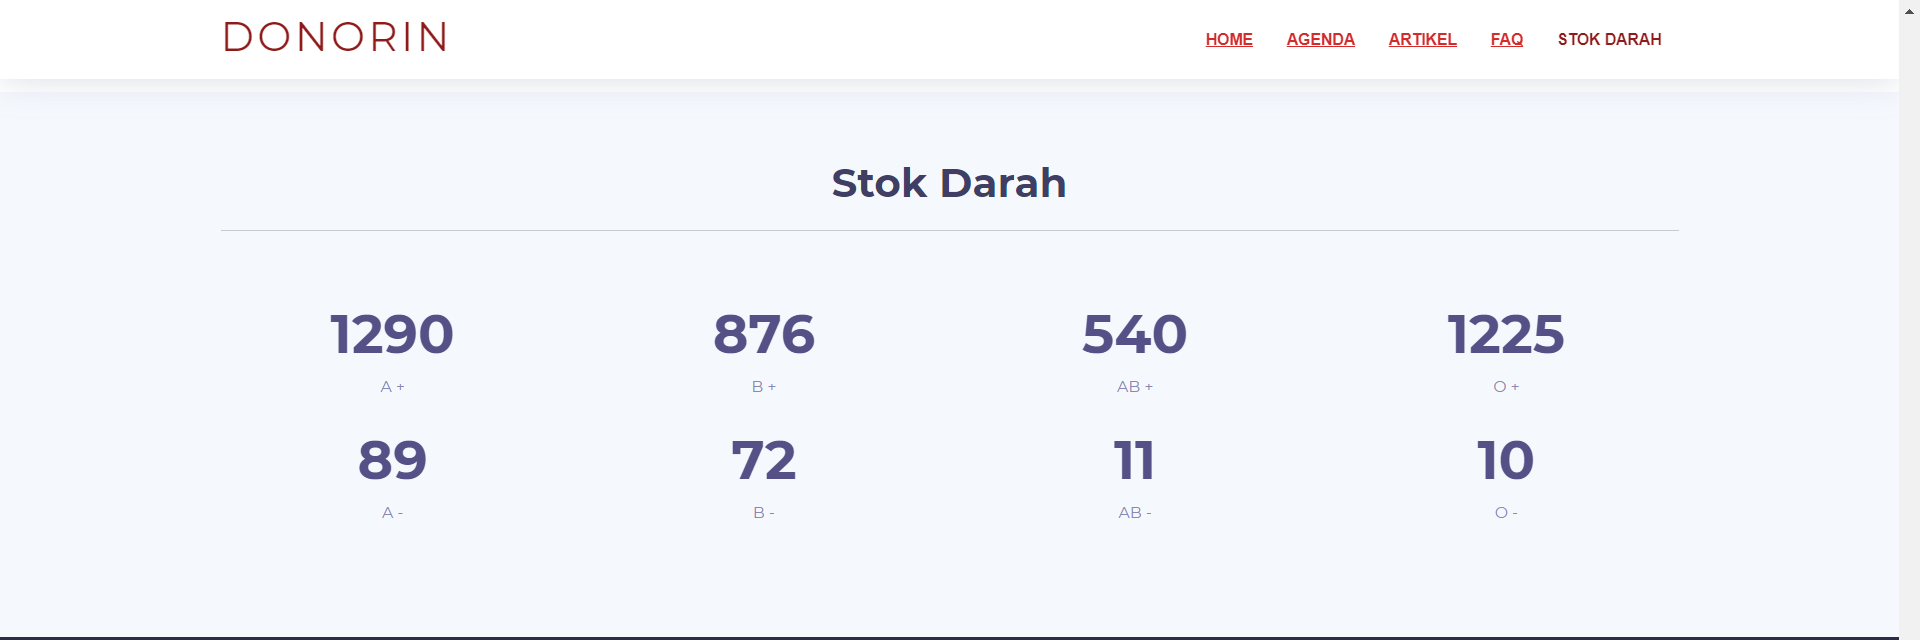 DONORIN
HOME AGENDA ARTIKEL FAQ STOK DARAH
Stok Darah
1290 876 540 1225
A + B + AB + O +
89 72 11 10
A - B - AB - O -